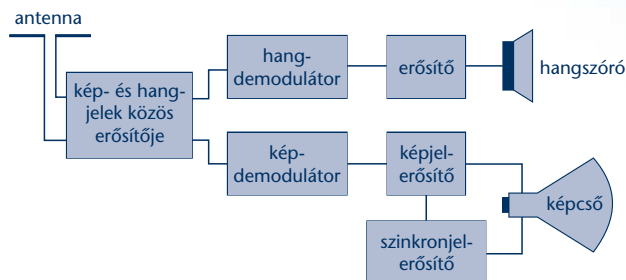 antenna
kép- és hang-
jelek közös
erősítője
hang-
demodulátor
erősítő
hangszóró
kép-
demodulátor
képjel-
erősítő
képcső
szinkronjel-
erősítő